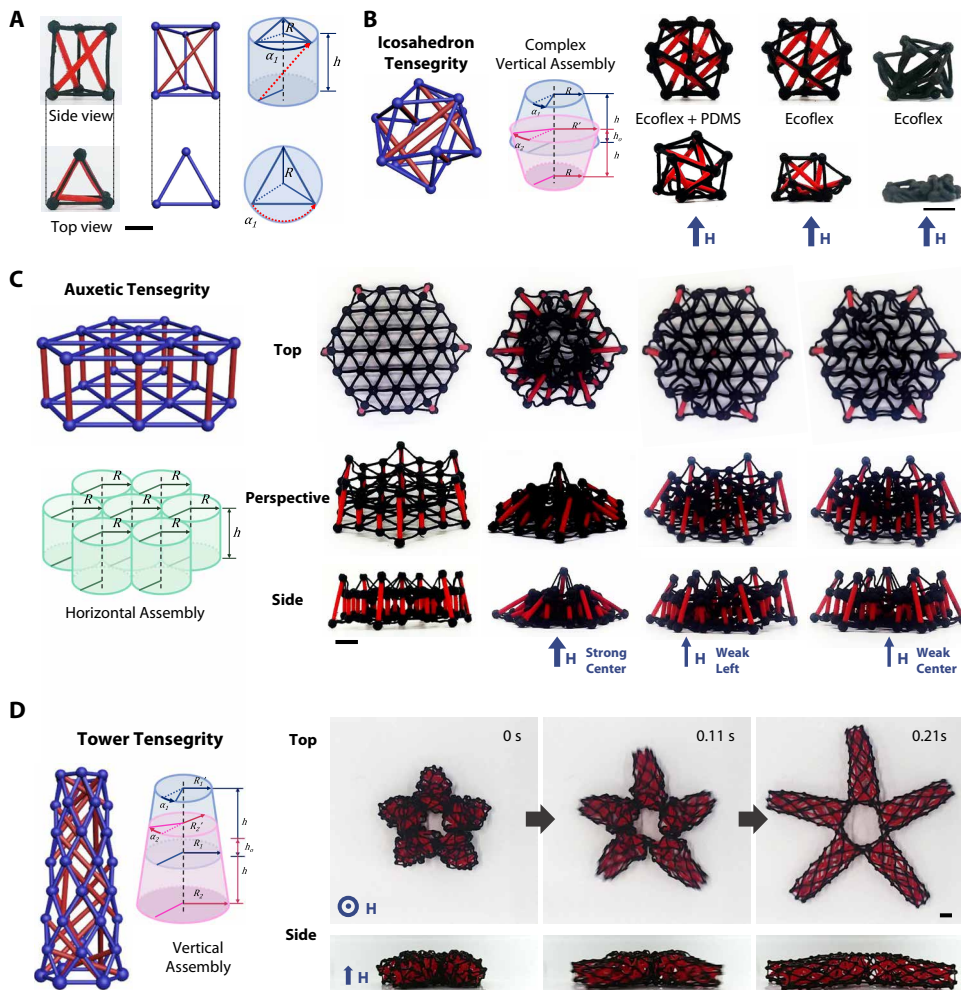 A
Side view
Top view
R
α1
h
R
α1
B
Icosahedron
Tensegrity
Complex
Vertical Assembly
R
α1
h
R'
ho
α2
h
R
Ecoflex + PDMS
Ecoflex
Ecoflex
H
H
H
C
Auxetic Tensegrity
R
R
R
R
R
R
R
h
Horizontal Assembly
Top
Perspective
Side
H
Strong
Center
H
Weak
Left
H
Weak
Center
D
Tower Tensegrity
R1'
α1
h
R2'
α2
ho
R1
h
R2
Vertical
Assembly
Top
0 s
0.11 s
0.21s
H
Side
H